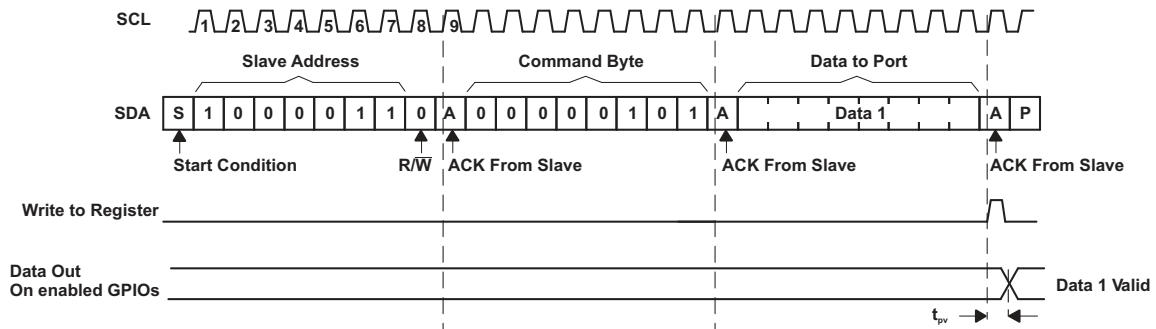 SCL 1 2 3 4 5 6 7 8 9
Slave Address Command Byte Data to Port
SDA S 1 0 0 0 0 1 1 0 A 0 0 0 0 0 1 0 1 A Data 1 A P
Start Condition R/W ACK From Slave ACK From Slave ACK From Slave
Write to Register
Data Out
On enabled GPIOs
Data 1 Valid
tpv